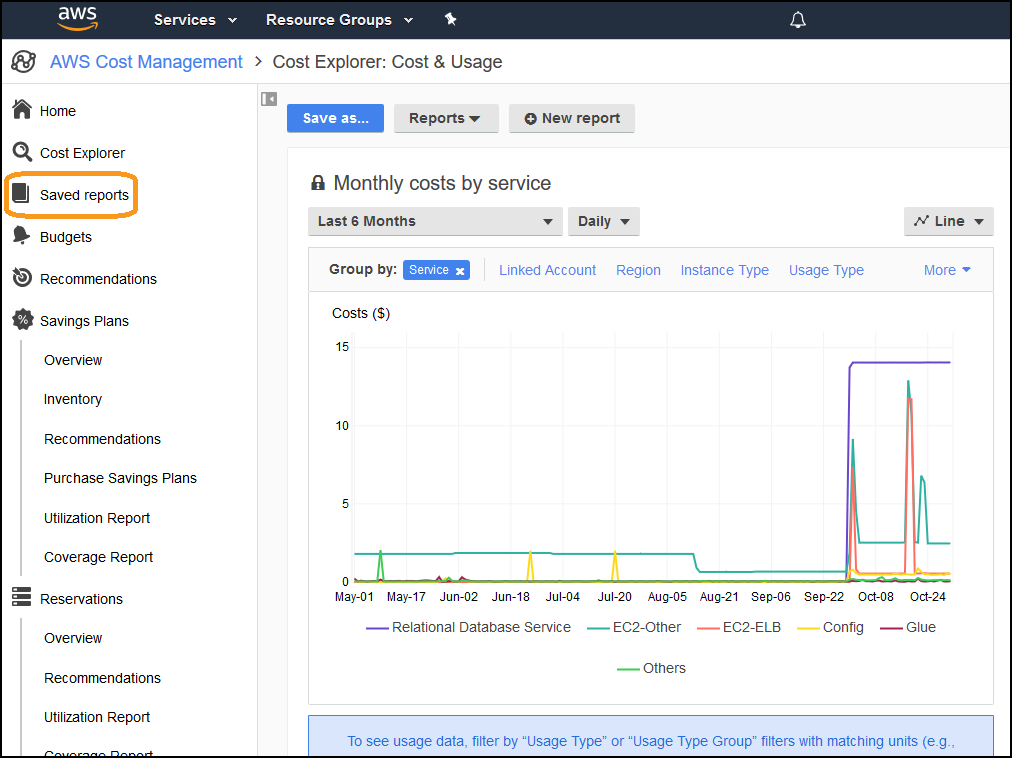 aws Services Resource Groups
AWS Cost Management > Cost Explorer: Cost & Usage
Home
Cost Explorer
Saved reports
Budgets
Recommendations
% Savings Plans
Overview
Inventory
Recommendations
Purchase Savings Plans
Utilization Report
Coverage Report
Reservations
Overview
Recommendations
Utilization Report
Coverage Report
Save as... Reports New report
Monthly costs by service
Last 6 Months Daily Line
Group by: Service × Linked Account Region Instance Type Usage Type More
Costs ($)
15
10
5
0
May-01 May-17 Jun-02 Jun-18 Jul-04 Jul-20 Aug-05 Aug-21 Sep-06 Sep-22 Oct-08 Oct-24
Relational Database Service EC2-Other EC2-ELB Config Glue
Others
To see usage data, filter by “Usage Type” or “Usage Type Group” filters with matching units (e.g.,